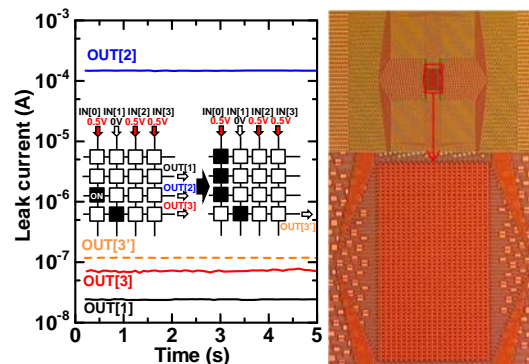 10-3
OUT[2]
10-4
IN[0] IN[1] IN[2] IN[3] IN[0] IN[1] IN[2] IN[3]
0.5V 0V 0.5V 0.5V 0.5V 0V 0.5V 0.5V
10-5
OUT[1]
ON
OUT[2]
10-6
OUT[3]
OUT[3']
OUT[3']
10-7
OUT[3]
OUT[1]
10-8
0 1 2 3 4 5
Time (s)
Leak current (A)